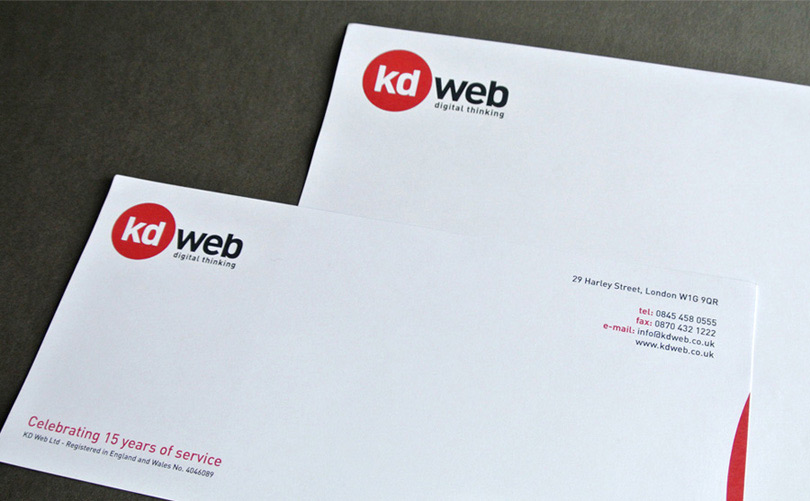 kd web
digital thinking
kd web
digital thinking
29 Harley Street, London W1G 9QR
tel: 0845 458 0555
fax: 0870 432 1222
e-mail: info@kdweb.co.uk
www.kdweb.co.uk
Celebrating 15 years of service
KD Web Ltd - Registered in England and Wales No. 4046089